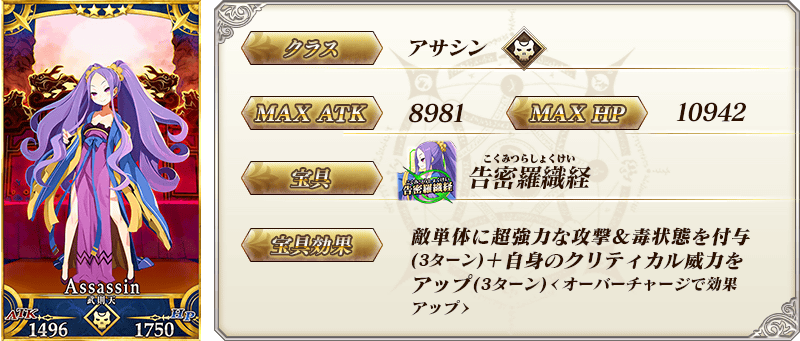 Assassin
武則天
ATK
1496
HP
1750
クラス
アサシン
MAX ATK
8981
MAX HP
10942
宝具
告密羅織経
こくみつらしょくけい
告密羅織経
宝具効果
敵単体に超強力な攻撃&毒状態を付与
(3ターン)+自身のクリティカル威力を
アップ(3ターン)<オーバーチャージで効果
アップ>